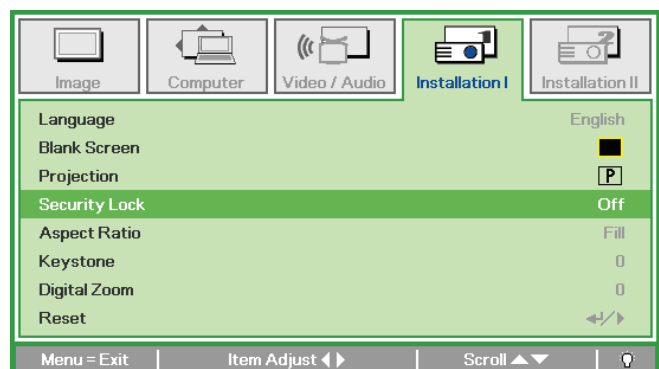 Image Computer Video / Audio Installation I Installation II
Language English
Blank Screen
Projection P
Security Lock Off
Aspect Ratio Fill
Keystone 0
Digital Zoom 0
Reset ↵/▶
Menu = Exit Item Adjust ◀▶ Scroll ▲▼